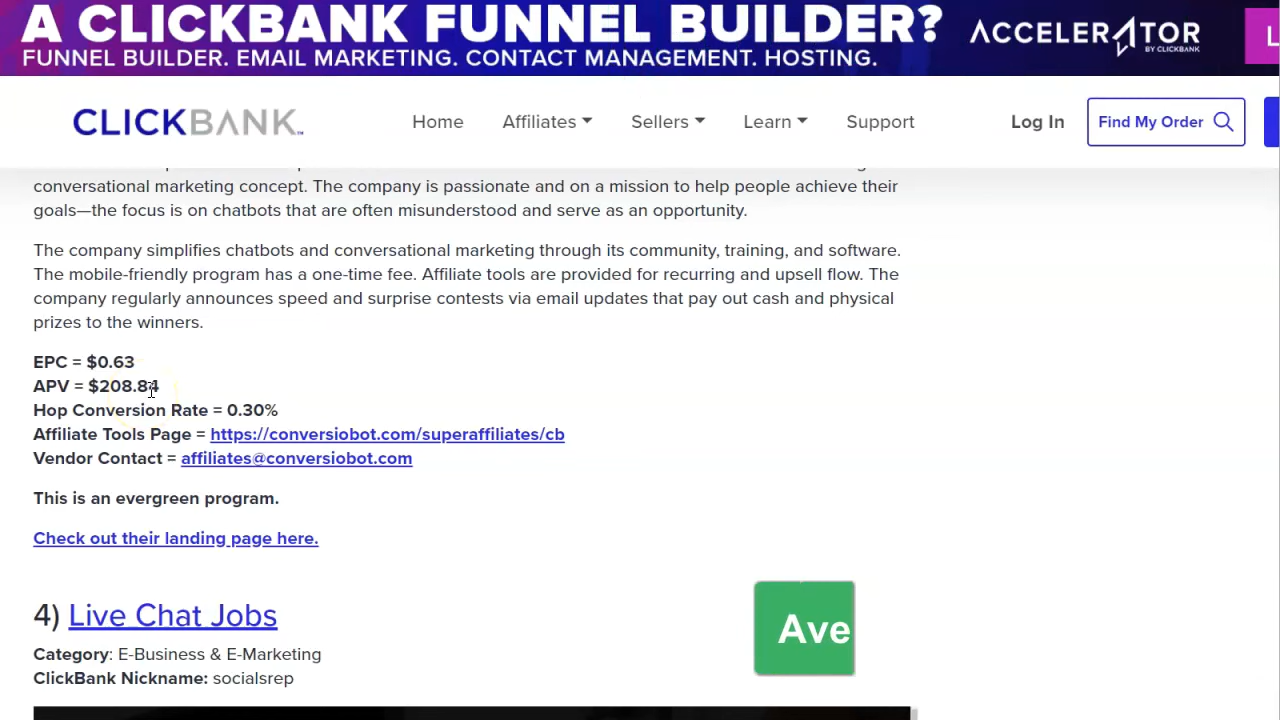 A CLICKBANK FUNNEL BUILDER?
FUNNEL BUILDER. EMAIL MARKETING. CONTACT MANAGEMENT. HOSTING.
ACCELERATOR
BY CLICKBANK
L
CLICKBANK
Home
Affiliates
Sellers
Learn
Support
Log In
Find My Order
conversational marketing concept. The company is passionate and on a mission to help people achieve their
goals—the focus is on chatbots that are often misunderstood and serve as an opportunity.
The company simplifies chatbots and conversational marketing through its community, training, and software.
The mobile-friendly program has a one-time fee. Affiliate tools are provided for recurring and upsell flow. The
company regularly announces speed and surprise contests via email updates that pay out cash and physical
prizes to the winners.
EPC = $0.63
APV = $208.84
Hop Conversion Rate = 0.30%
Affiliate Tools Page = https://conversiobot.com/superaffiliates/cb
Vendor Contact = affiliates@conversiobot.com
This is an evergreen program.
Check out their landing page here.
4) Live Chat Jobs
Category: E-Business & E-Marketing
ClickBank Nickname: socialsrep
Ave